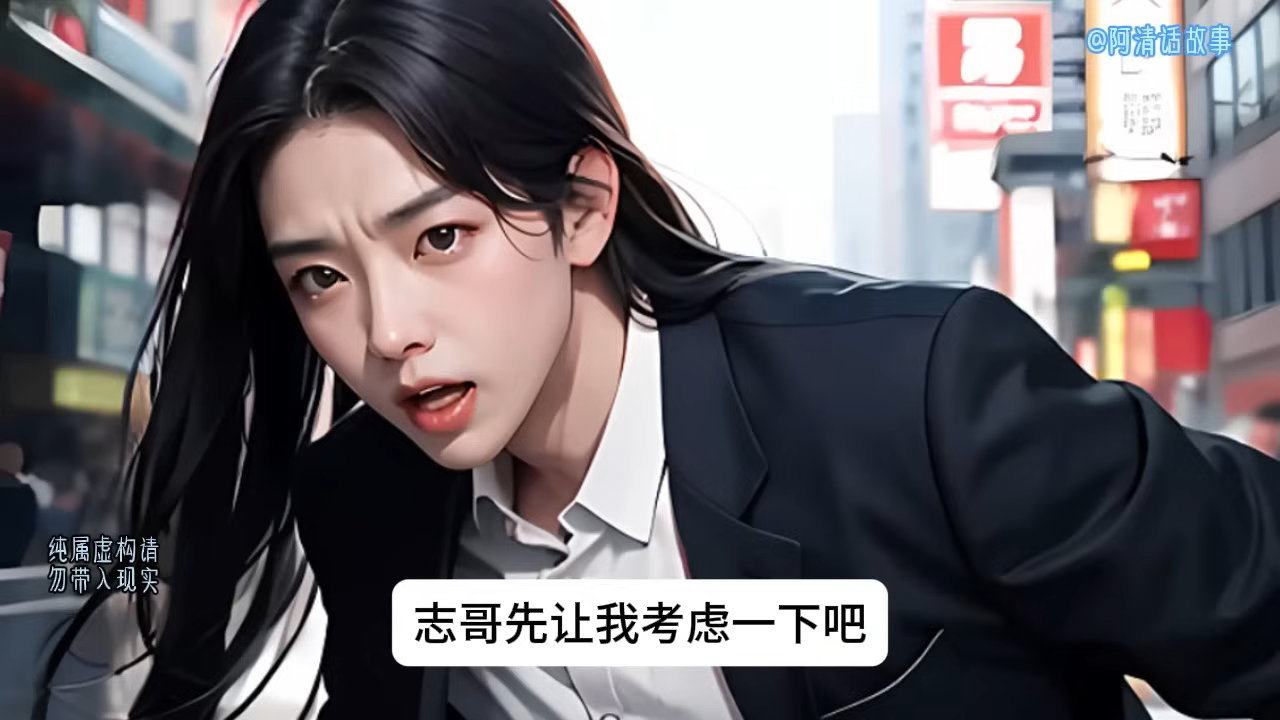 @阿清话故事
纯属虚构请
勿带入现实
志哥先让我考虑一下吧